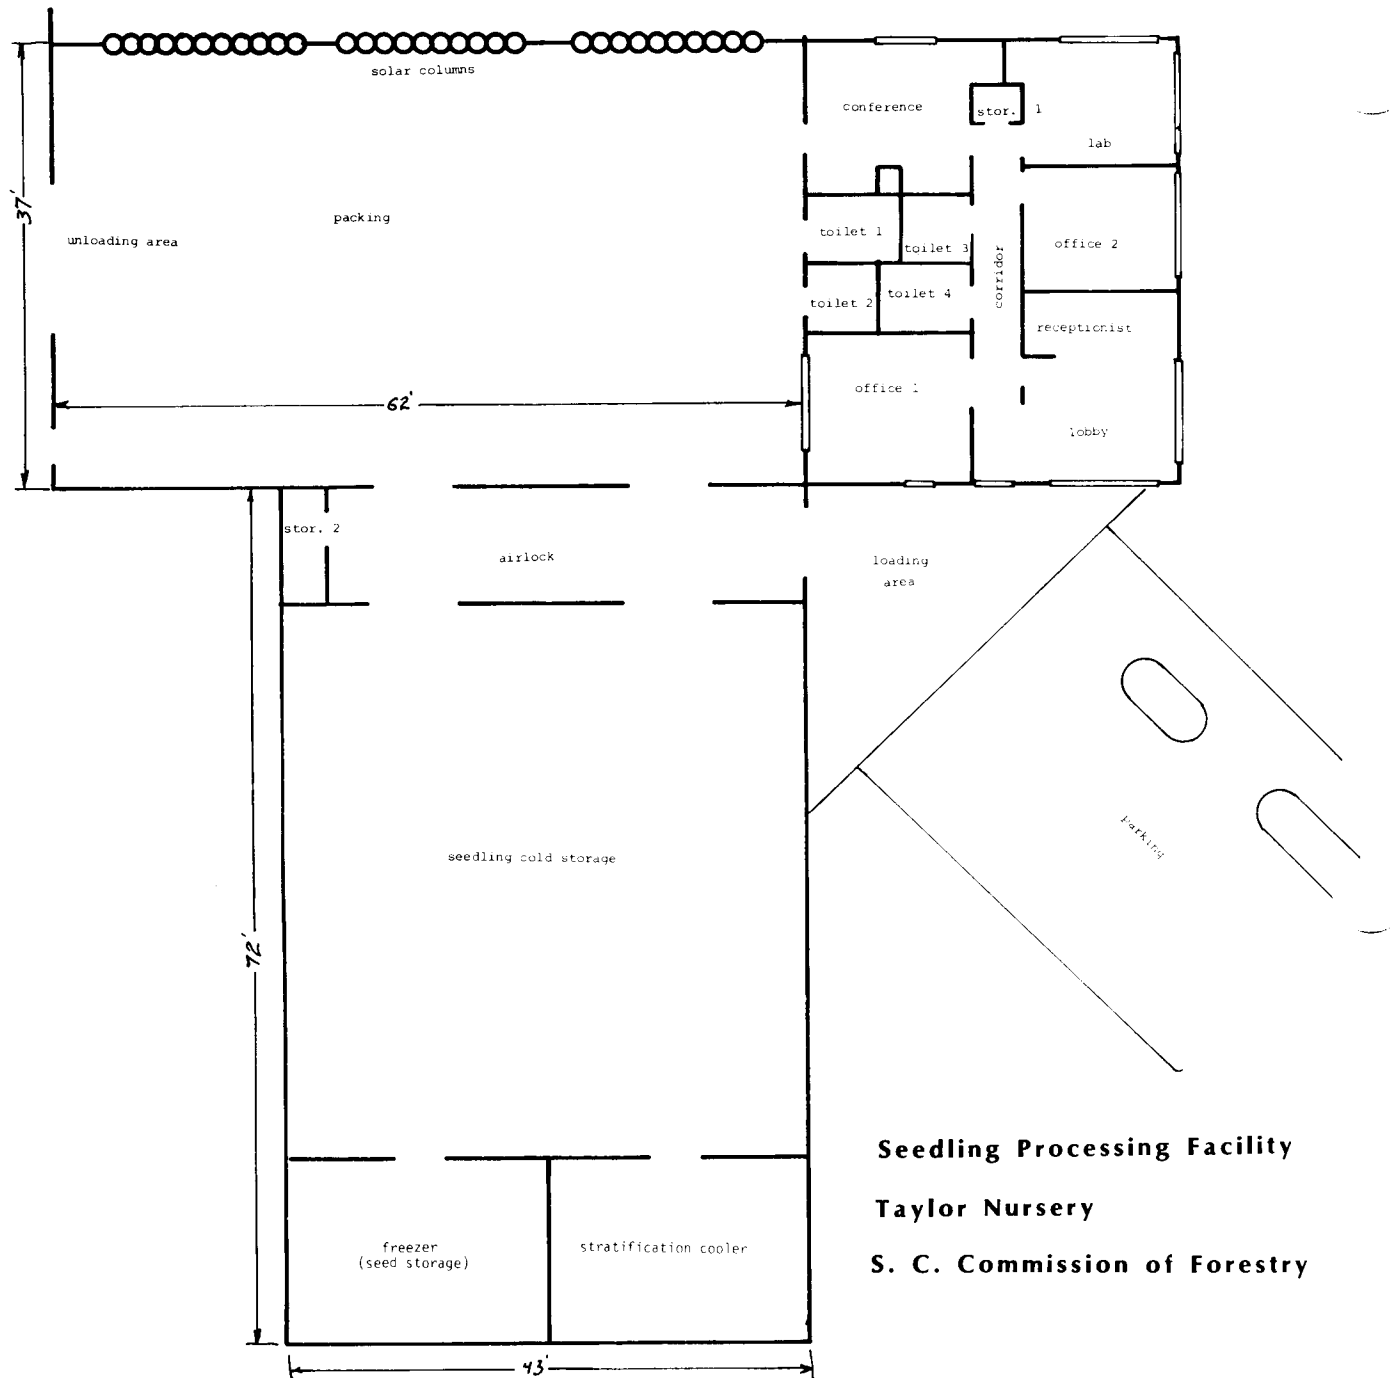 solar columns
conference
stor. 1
lab
37'
packing
unloading area
toilet 1
toilet 3
corridor
office 2
toilet 2
toilet 4
receptionist
62'
office 1
lobby
stor. 2
airlock
loading
area
parking
seedling cold storage
72'
Seedling Processing Facility
Taylor Nursery
S. C. Commission of Forestry
freezer
(seed storage)
stratification cooler
43'